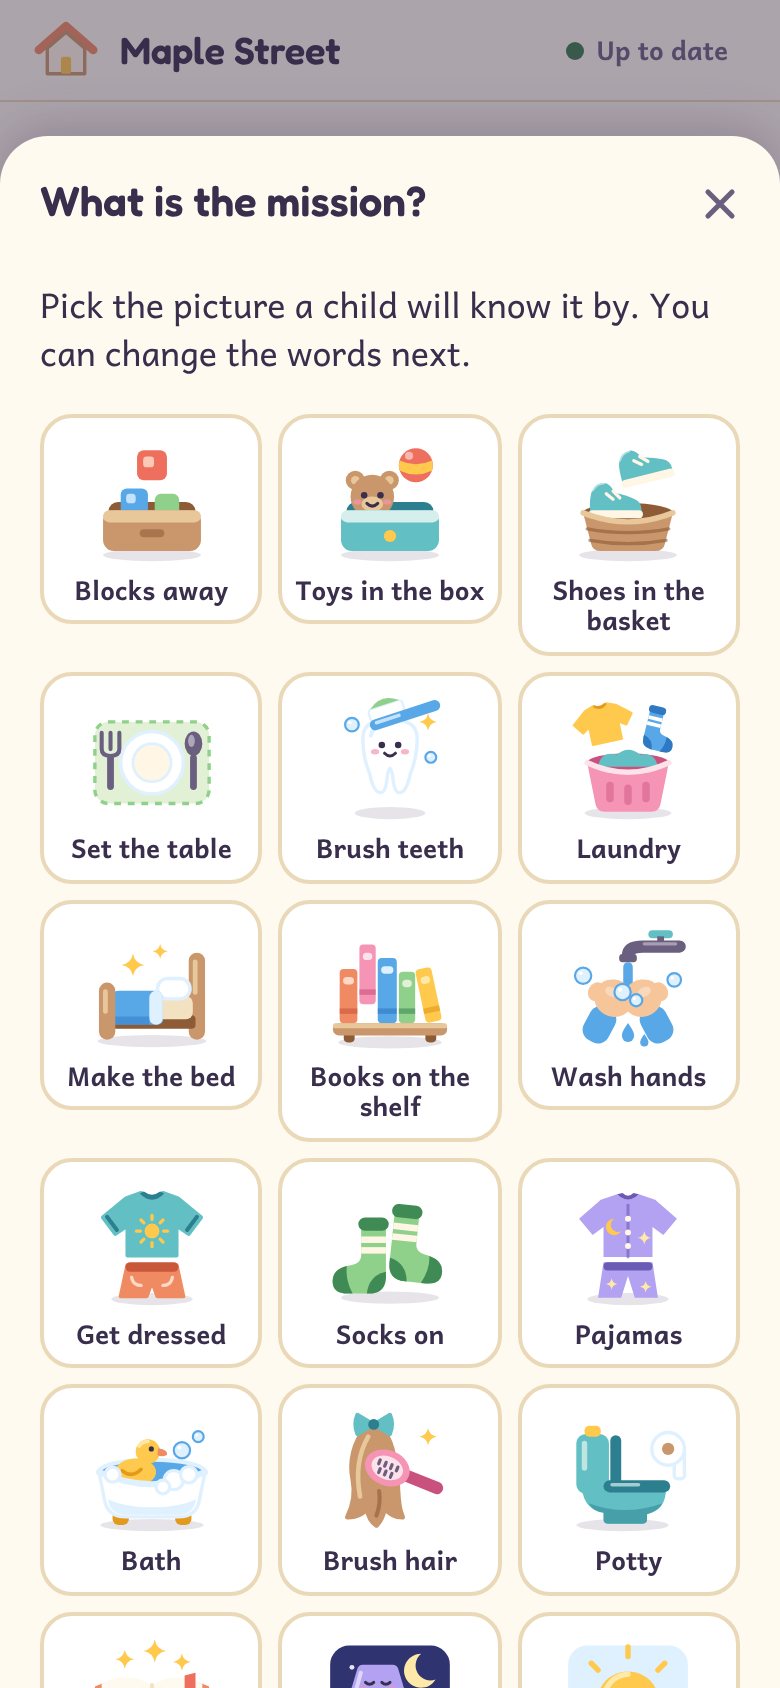 Maple Street
Up to date
What is the mission?
Pick the picture a child will know it by. You
can change the words next.
Blocks away
Toys in the box
Shoes in the
basket
Set the table
Brush teeth
Laundry
Make the bed
Books on the
shelf
Wash hands
Get dressed
Socks on
Pajamas
Bath
Brush hair
Potty